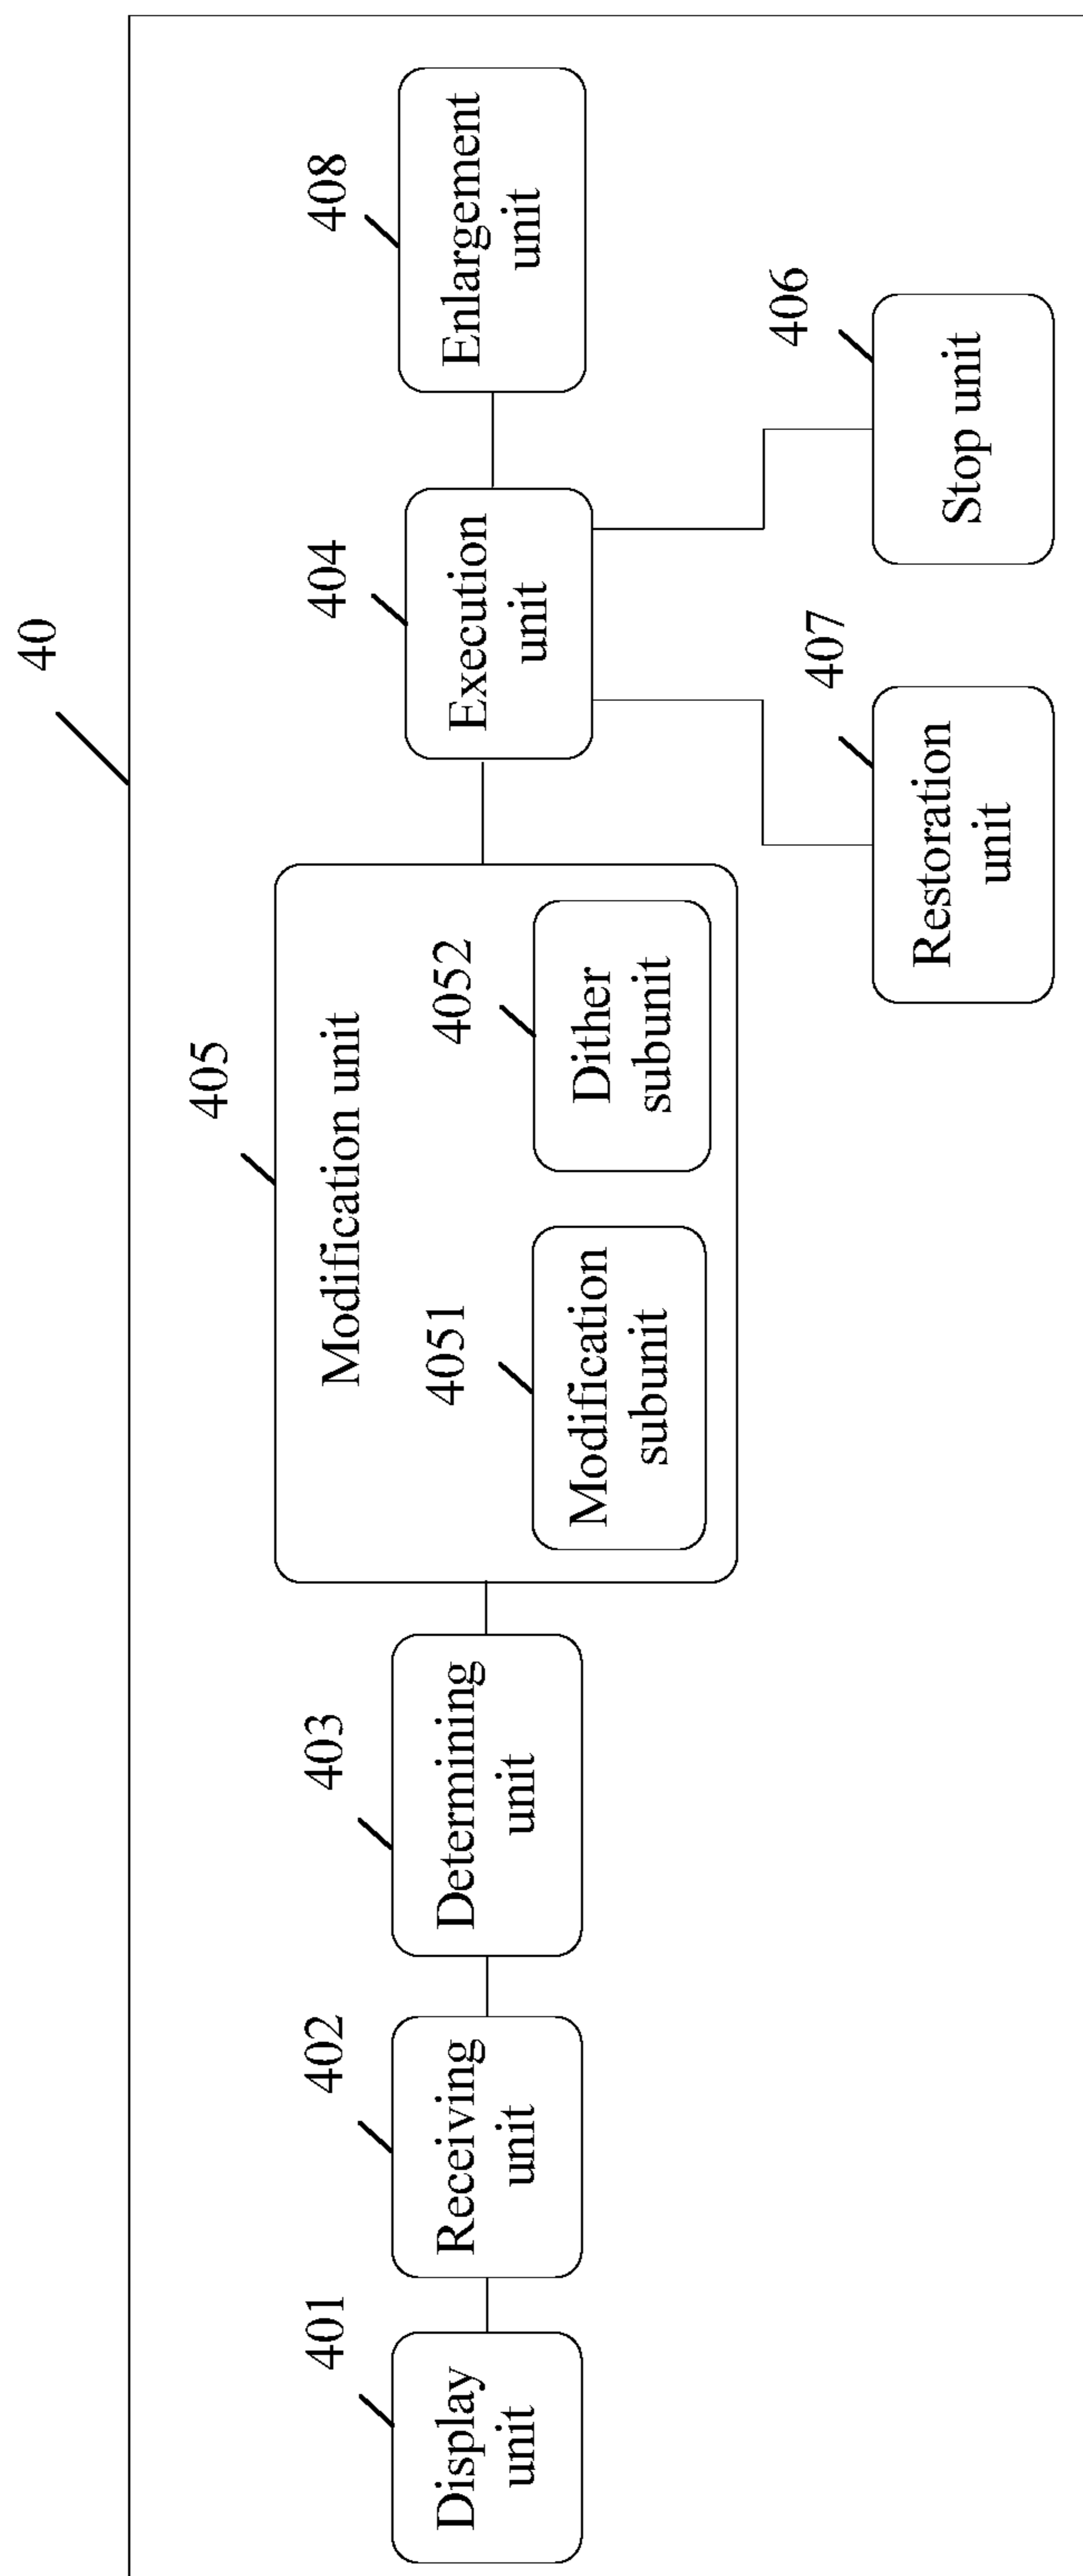 40
401
Display
unit
402
Receiving
unit
403
Determining
unit
405
Modification unit
4051
Modification
subunit
4052
Dither
subunit
404
Execution
unit
408
Enlargement
unit
407
Restoration
unit
406
Stop unit